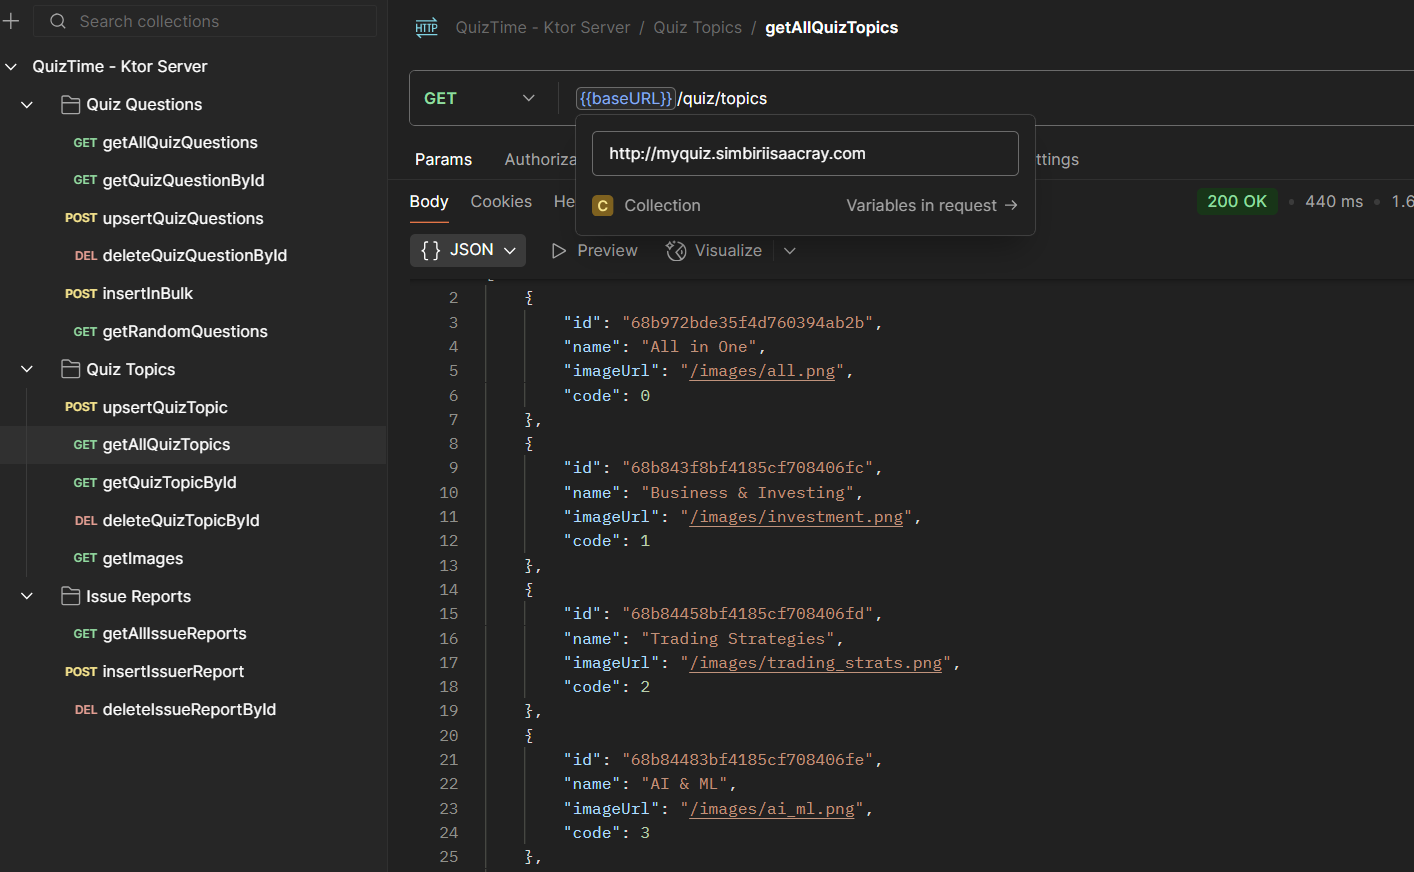 Search collections
QuizTime - Ktor Server
Quiz Questions
GET getAllQuizQuestions
GET getQuizQuestionById
POST upsertQuizQuestions
DEL deleteQuizQuestionById
POST insertInBulk
GET getRandomQuestions
Quiz Topics
POST upsertQuizTopic
GET getAllQuizTopics
GET getQuizTopicById
DEL deleteQuizTopicById
GET getImages
Issue Reports
GET getAllIssueReports
POST insertIssuerReport
DEL deleteIssueReportById
HTTP QuizTime - Ktor Server / Quiz Topics / getAllQuizTopics
GET {{baseURL}}/quiz/topics
http://myquiz.simbiriisaacray.com
C Collection Variables in request →
Params Authoriza ttings
Body Cookies He 200 OK 440 ms 1.6
{} JSON Preview Visualize
2 {
3 "id": "68b972bde35f4d760394ab2b",
4 "name": "All in One",
5 "imageUrl": "/images/all.png",
6 "code": 0
7 },
8 {
9 "id": "68b843f8bf4185cf708406fc",
10 "name": "Business & Investing",
11 "imageUrl": "/images/investment.png",
12 "code": 1
13 },
14 {
15 "id": "68b84458bf4185cf708406fd",
16 "name": "Trading Strategies",
17 "imageUrl": "/images/trading_strats.png",
18 "code": 2
19 },
20 {
21 "id": "68b84483bf4185cf708406fe",
22 "name": "AI & ML",
23 "imageUrl": "/images/ai_ml.png",
24 "code": 3
25 },